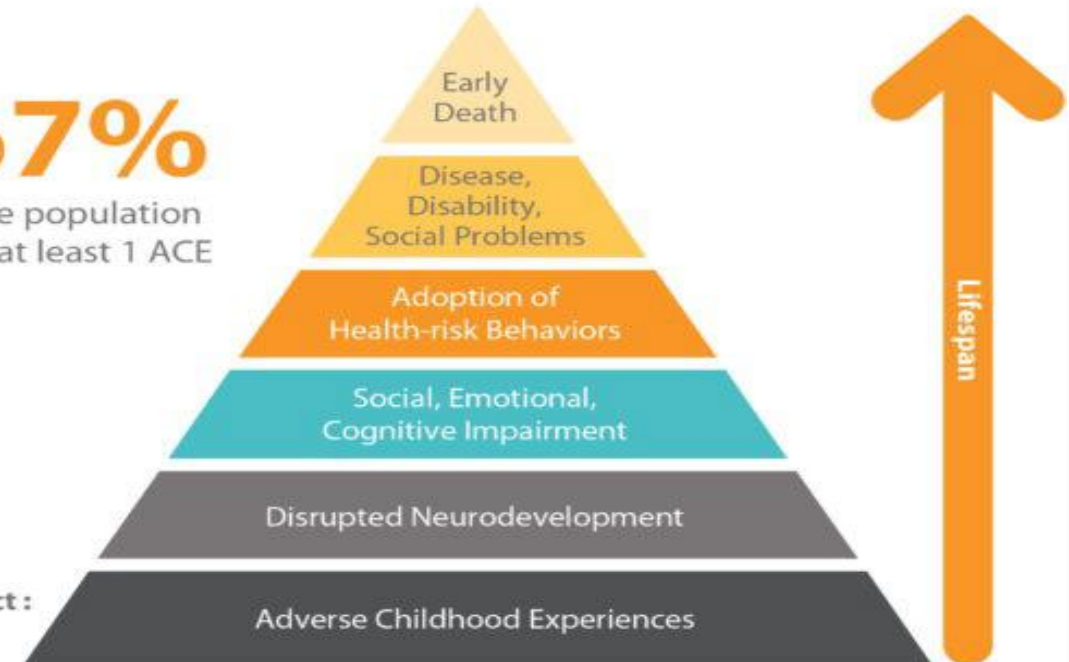 Early
Death
7%
population
at least 1 ACE
Disease,
Disability,
Social Problems
Adoption of
Health-risk Behaviors
Lifespan
Social, Emotional,
Cognitive Impairment
Disrupted Neurodevelopment
Adverse Childhood Experiences